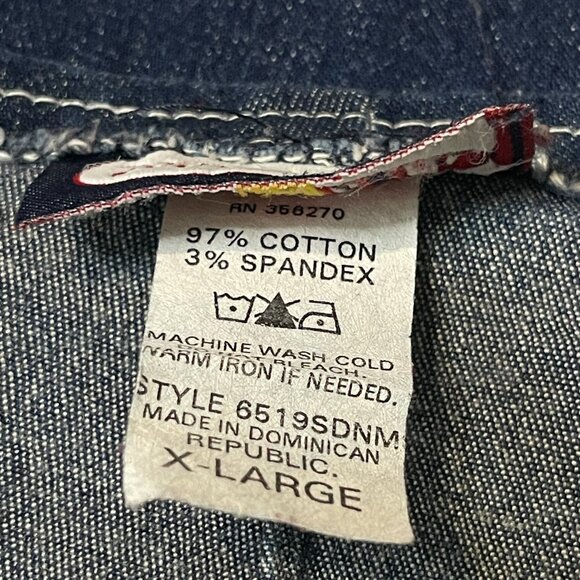 RN 356270
97% COTTON
3% SPANDEX
MACHINE WASH COLD
BLEACH.
WARM IRON IF NEEDED.
STYLE 6519SDNM
MADE IN DOMINICAN
REPUBLIC.
X-LARGE